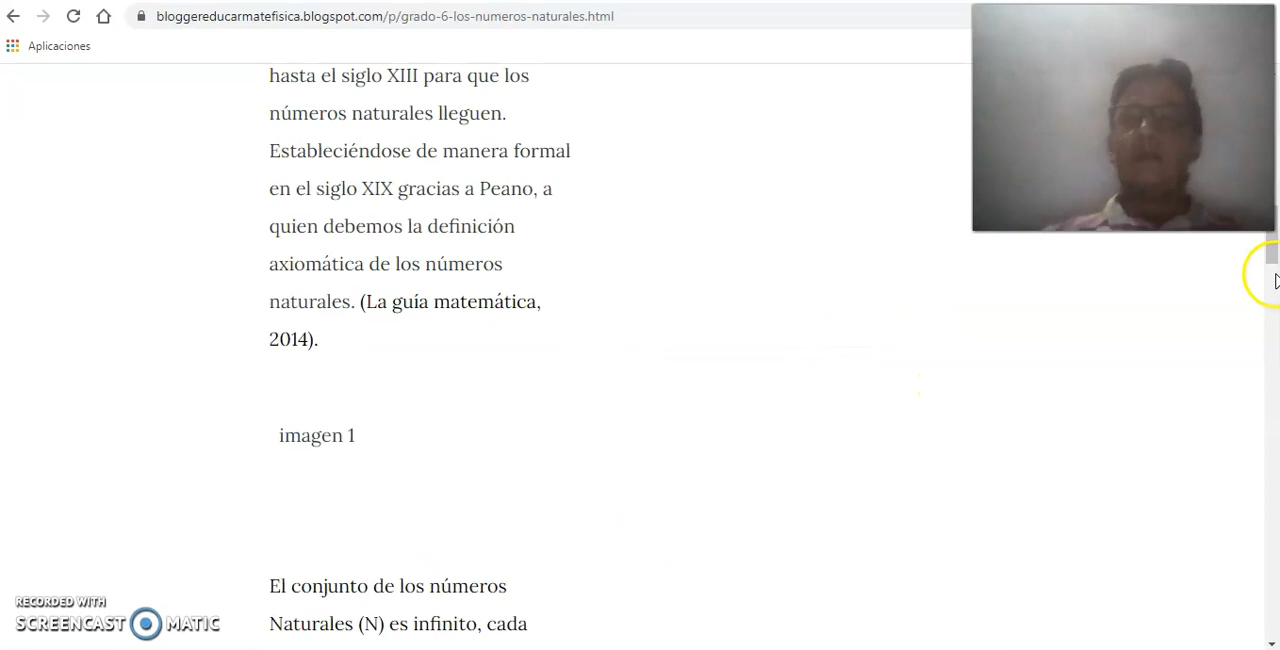 bloggereducarmatefisica.blogspot.com/p/grado-6-los-numeros-naturales.html
Aplicaciones
hasta el siglo XIII para que los
números naturales lleguen.
Estableciéndose de manera formal
en el siglo XIX gracias a Peano, a
quien debemos la definición
axiomática de los números
naturales. (La guía matemática,
2014).
imagen 1
El conjunto de los números
Naturales (N) es infinito, cada
RECORDED WITH
SCREENCAST MATIC